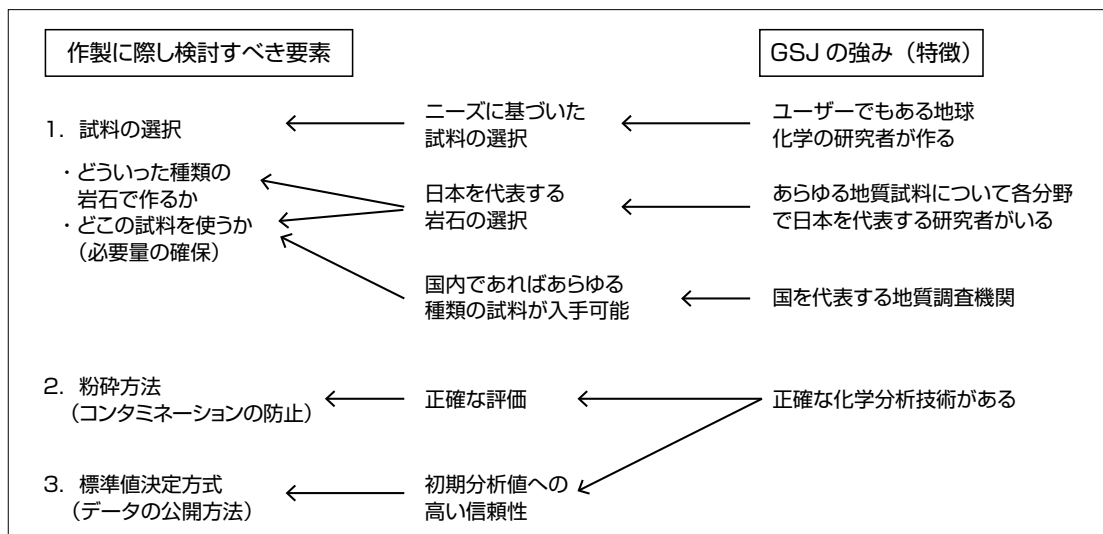 作製に際し検討すべき要素
GSJ の強み(特徴)
1. 試料の選択
・どういった種類の
岩石で作るか
・どこの試料を使うか
(必要量の確保)
ニーズに基づいた
試料の選択
ユーザーでもある地球
化学の研究者が作る
日本を代表する
岩石の選択
あらゆる地質試料について各分野
で日本を代表する研究者がいる
国内であればあらゆる
種類の試料が入手可能
国を代表する地質調査機関
2. 粉砕方法
(コンタミネーションの防止)
正確な評価
正確な化学分析技術がある
3. 標準値決定方式
(データの公開方法)
初期分析値への
高い信頼性